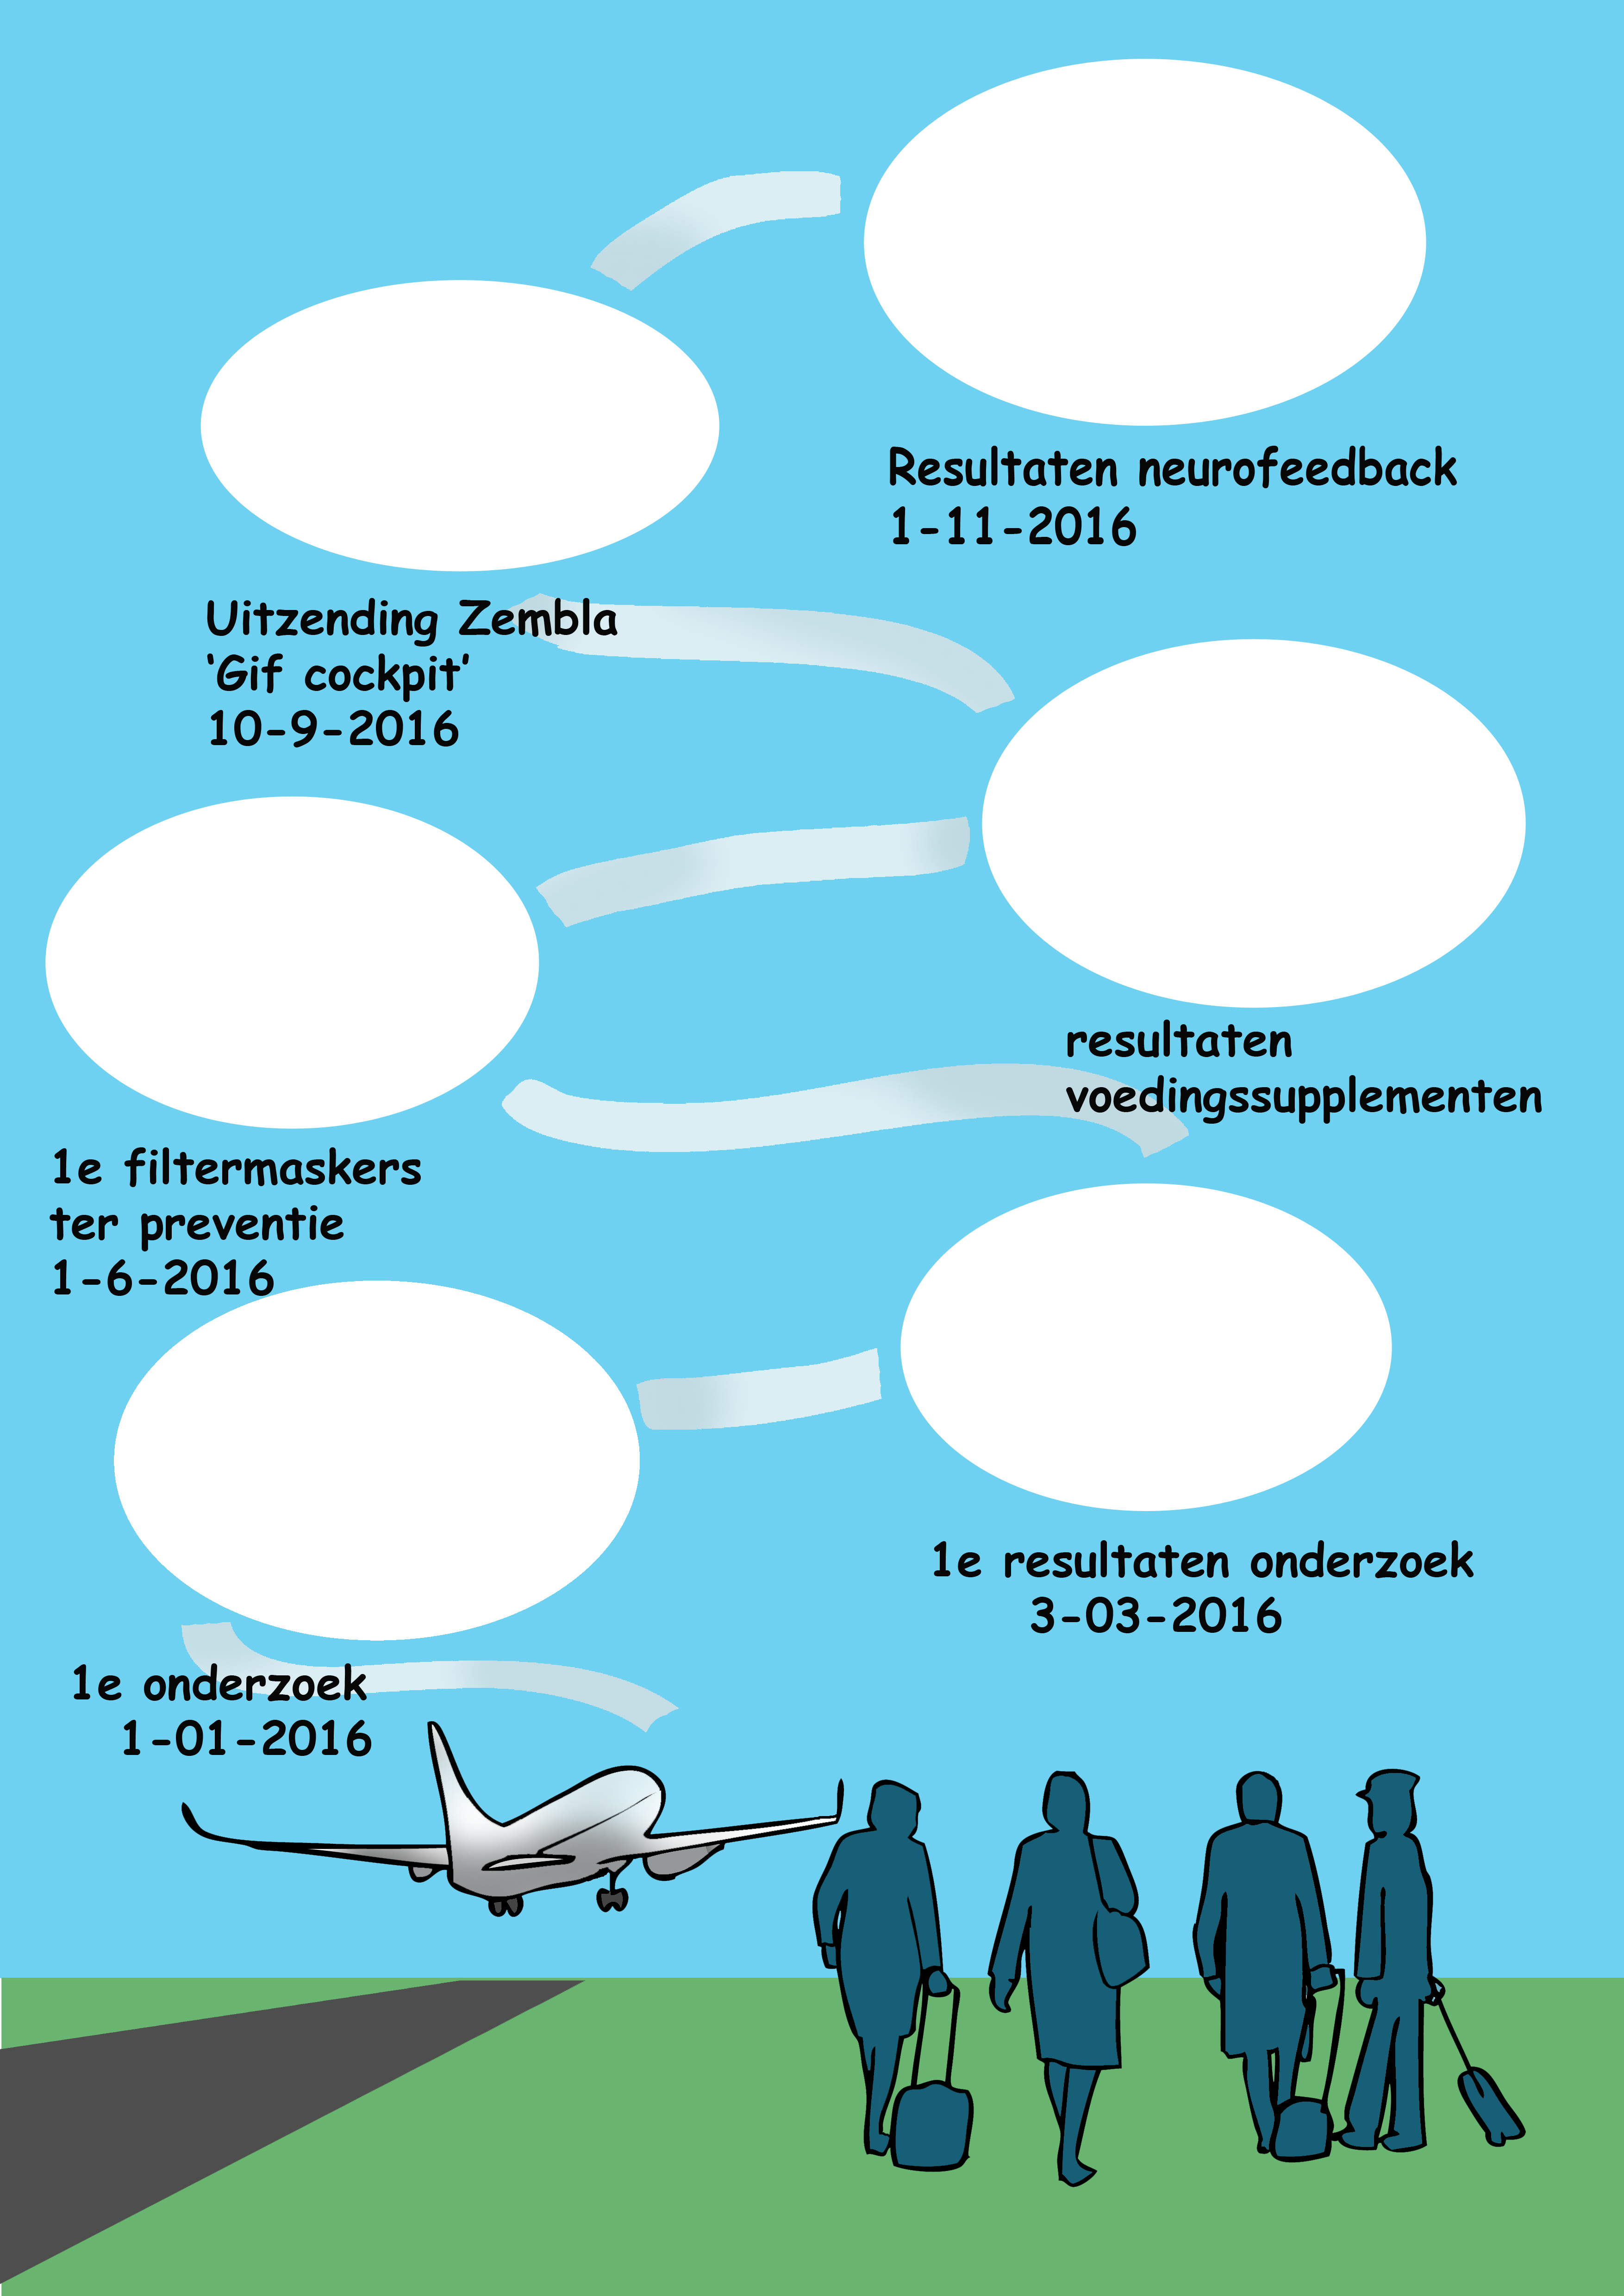 Resultaten neurofeedback
1-11-2016
Uitzending Zembla
'Gif cockpit'
10-9-2016
resultaten
voedingssupplementen
1e filtermaskers
ter preventie
1-6-2016
1e resultaten onderzoek
3-03-2016
1e onderzoek
1-01-2016